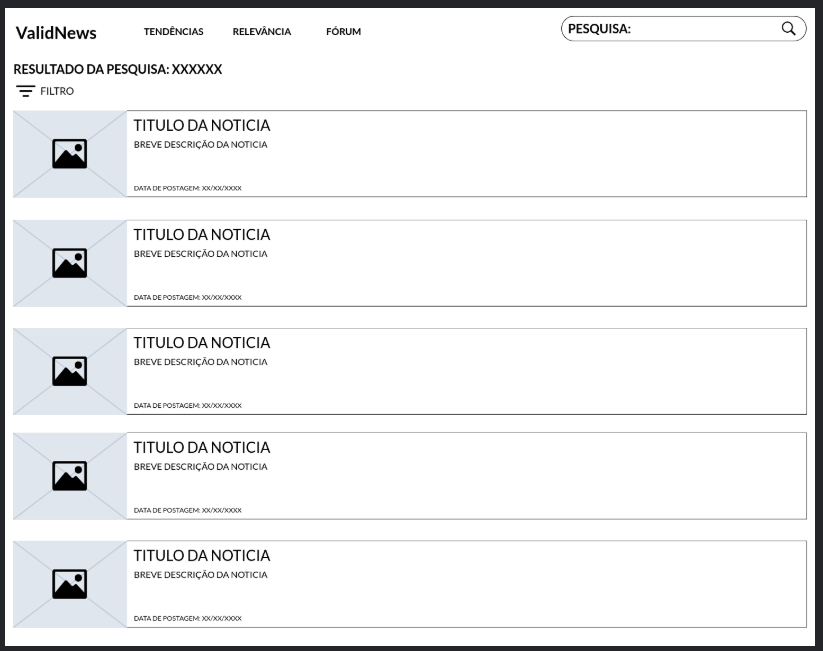 ValidNews TENDÊNCIAS RELEVÂNCIA FÓRUM PESQUISA:
RESULTADO DA PESQUISA: XXXXXX
FILTRO
TITULO DA NOTICIA
BREVE DESCRIÇÃO DA NOTICIA
DATA DE POSTAGEM: XX/XX/XXXX
TITULO DA NOTICIA
BREVE DESCRIÇÃO DA NOTICIA
DATA DE POSTAGEM: XX/XX/XXXX
TITULO DA NOTICIA
BREVE DESCRIÇÃO DA NOTICIA
DATA DE POSTAGEM: XX/XX/XXXX
TITULO DA NOTICIA
BREVE DESCRIÇÃO DA NOTICIA
DATA DE POSTAGEM: XX/XX/XXXX
TITULO DA NOTICIA
BREVE DESCRIÇÃO DA NOTICIA
DATA DE POSTAGEM: XX/XX/XXXX